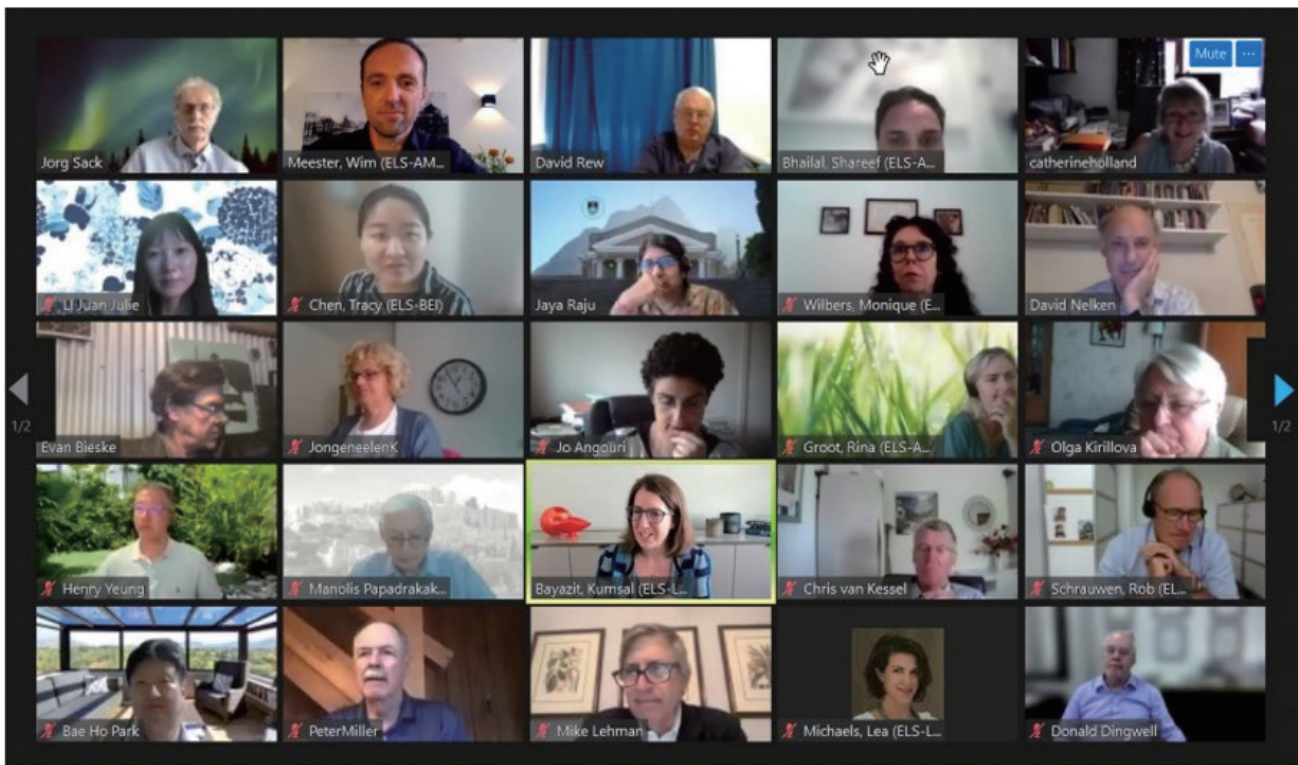 Mute ...
Jorg Sack
Meester, Wim (ELS-AM...
David Rew
Bhailal, Shareef (ELS-A...
catherineholland
LI Juan Julie
Chen, Tracy (ELS-BEI)
Jaya Raju
Wilbers, Monique (E...
David Nelken
Evan Bieske
JongeneelenK
Jo Angouri
Groot, Rina (ELS-A...
Olga Kirillova
1/2
1/2
Henry Yeung
Manolis Papadrakak...
Bayazit, Kumsal (ELS-L...
Chris van Kessel
Schrauwen, Rob (EL...
Bae Ho Park
PeterMiller
Mike Lehman
Michaels, Lea (ELS-L...
Donald Dingwell